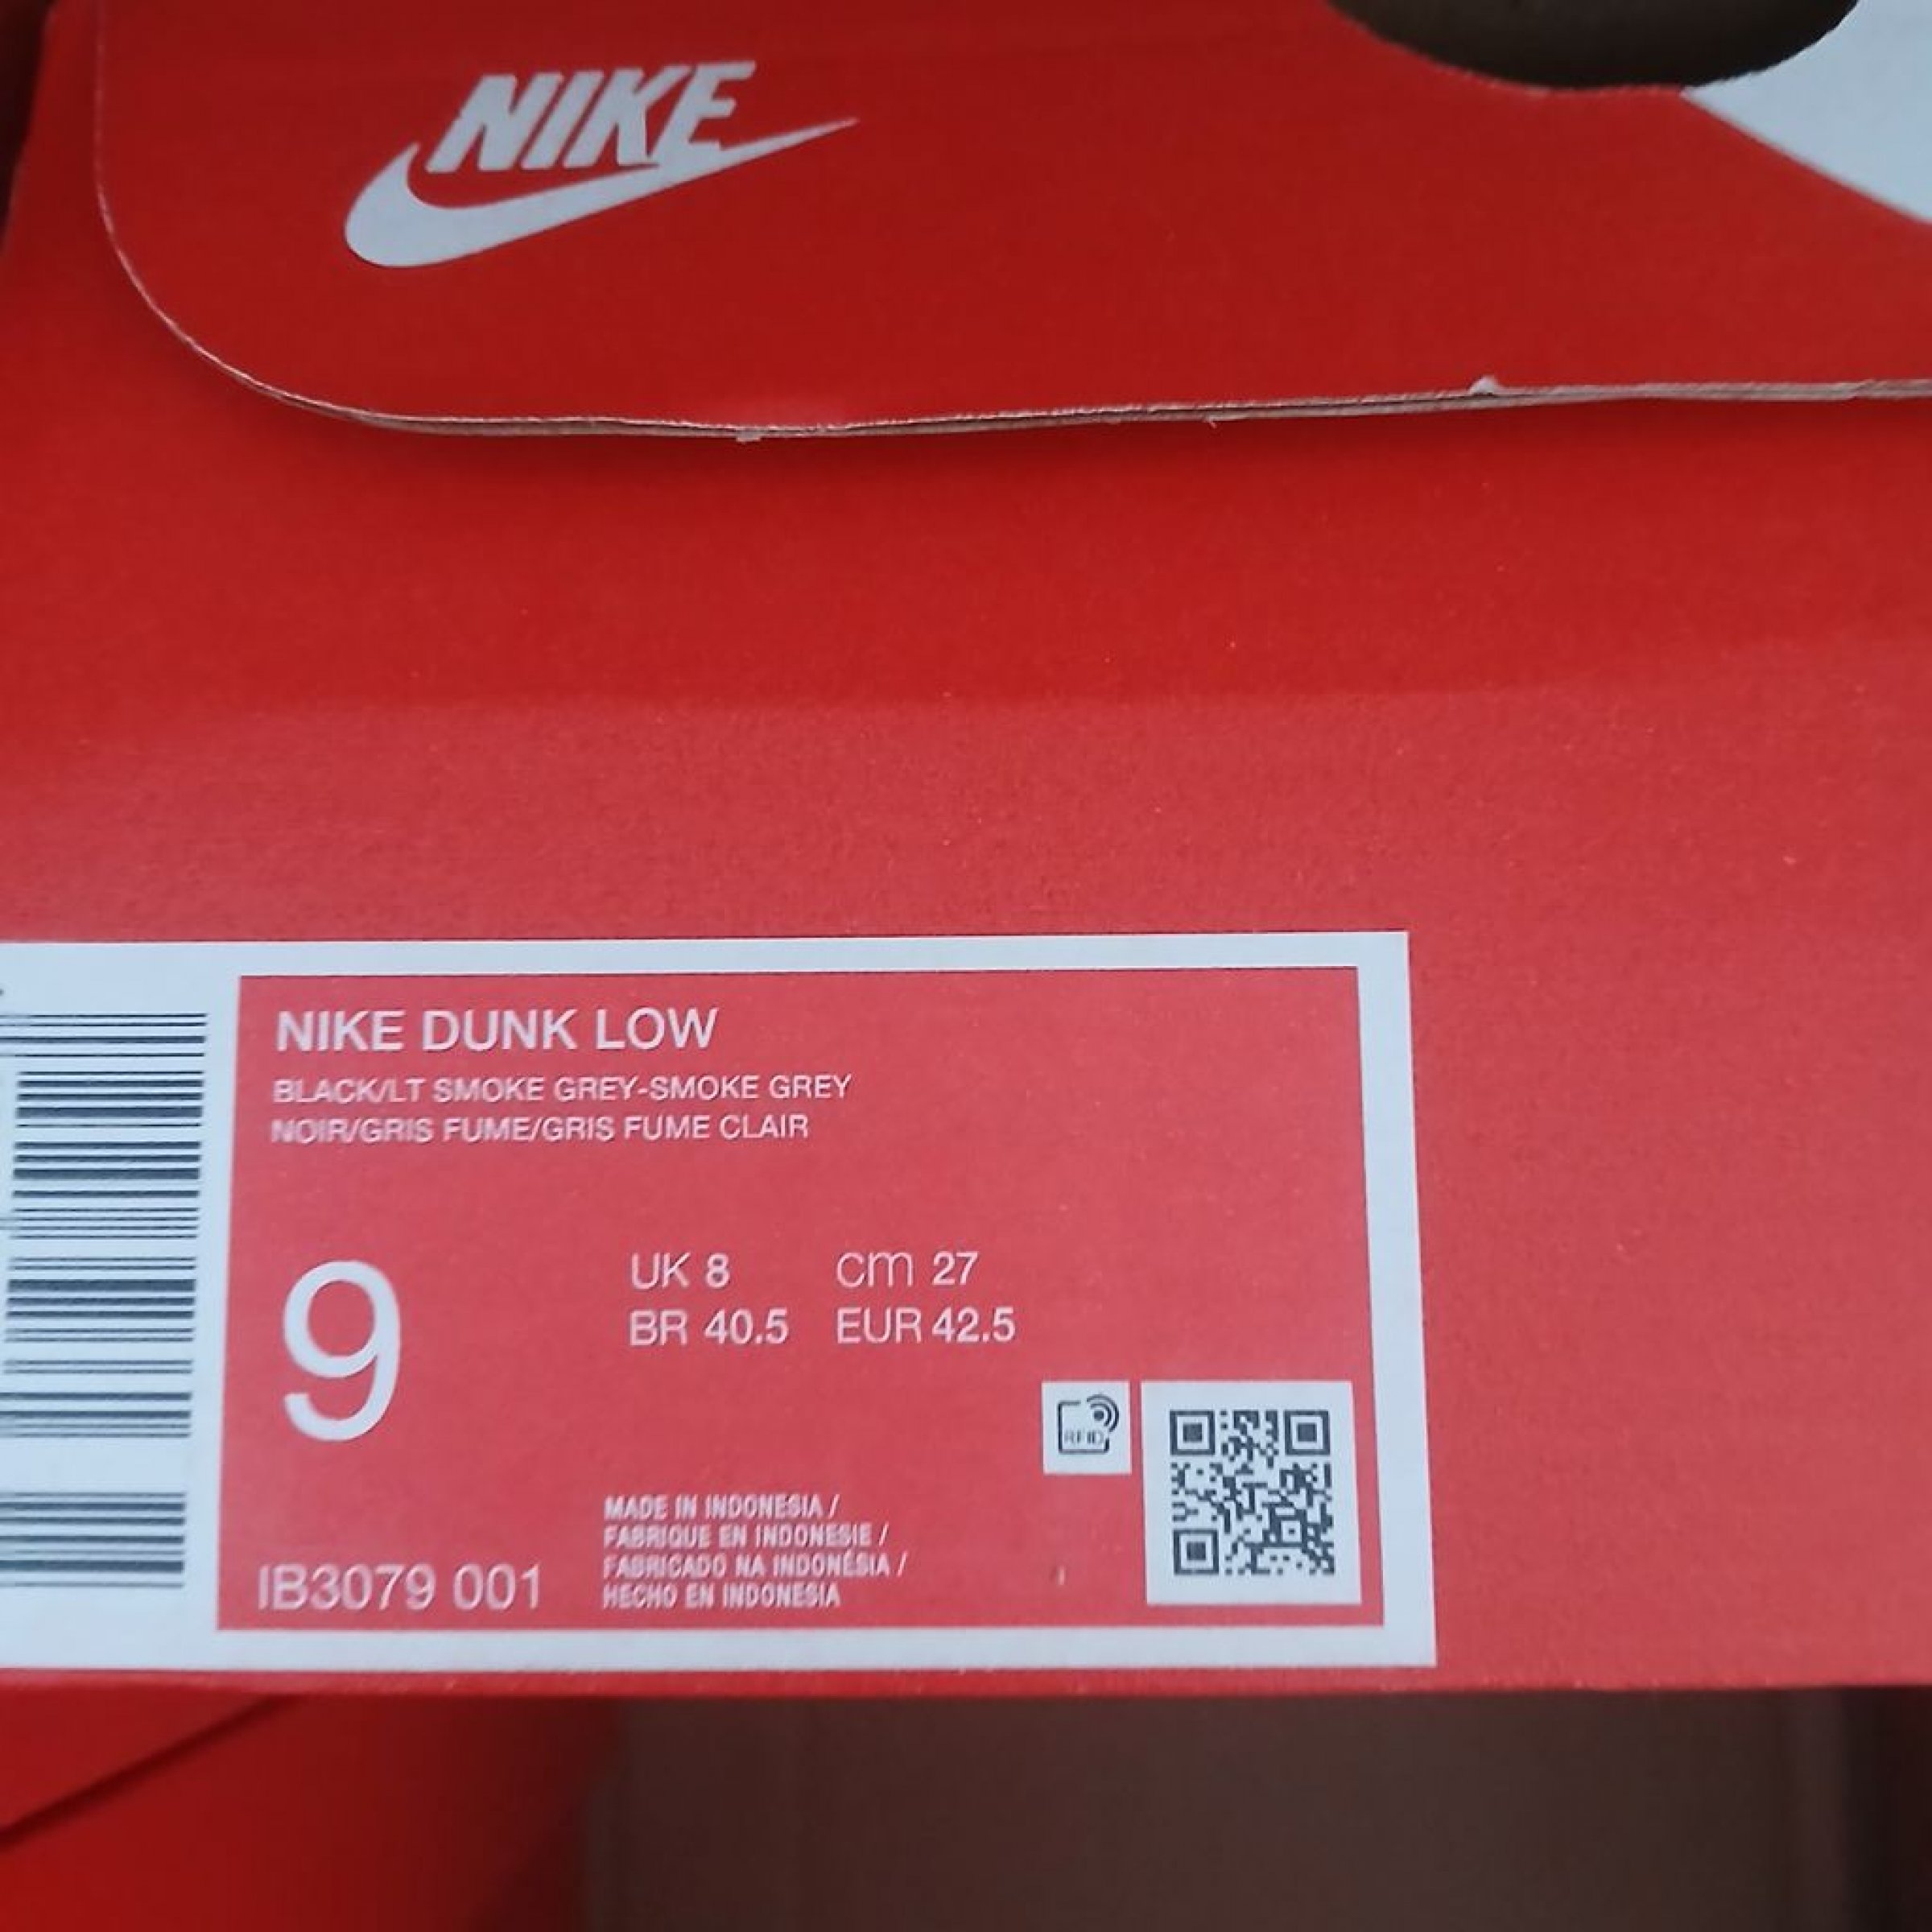 NIKE
NIKE DUNK LOW
BLACK/LT SMOKE GREY-SMOKE GREY
NOIR/GRIS FUME/GRIS FUME CLAIR
9
UK 8 cm 27
BR 40.5 EUR 42.5
RFID
MADE IN INDONESIA /
FABRIQUE EN INDONESIE /
FABRICADO NA INDONÉSIA /
HECHO EN INDONESIA
IB3079 001